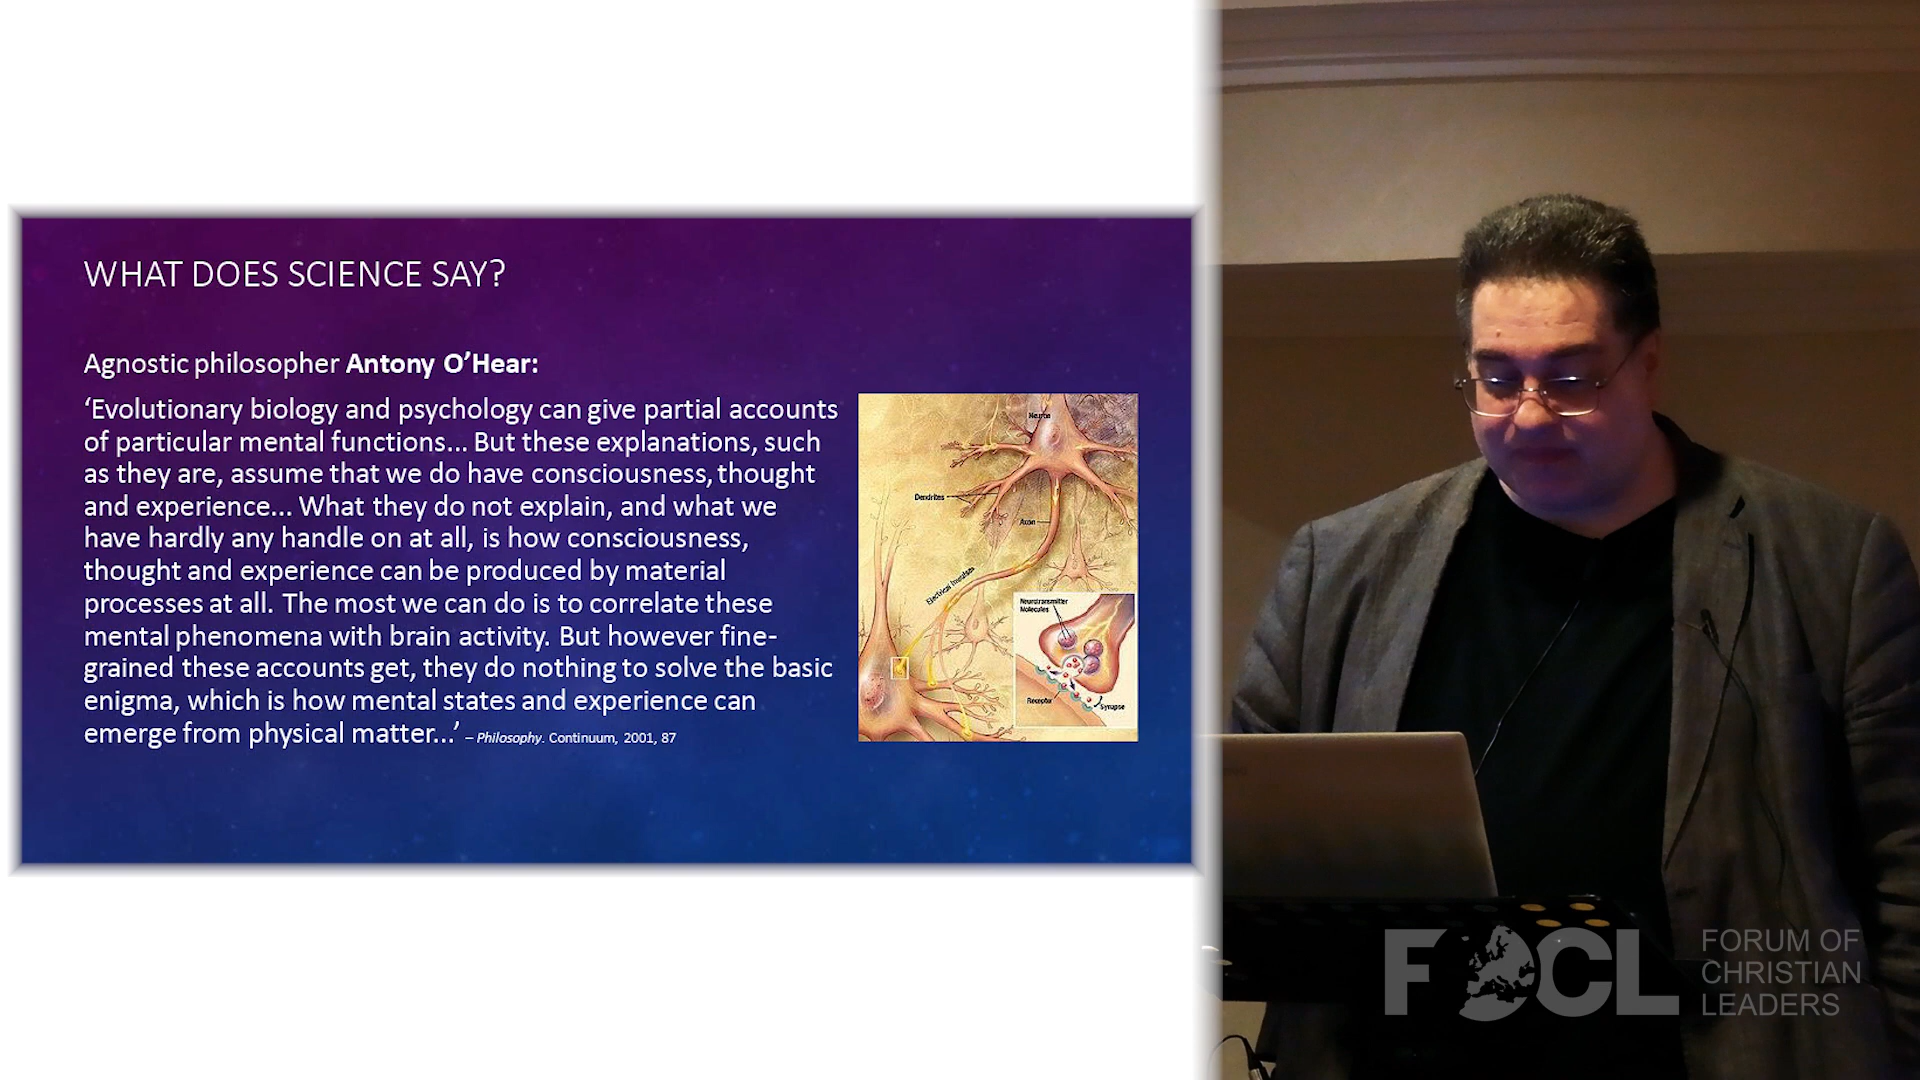 WHAT DOES SCIENCE SAY?
Agnostic philosopher Antony O’Hear:
‘Evolutionary biology and psychology can give partial accounts
of particular mental functions... But these explanations, such
as they are, assume that we do have consciousness, thought
and experience... What they do not explain, and what we
have hardly any handle on at all, is how consciousness,
thought and experience can be produced by material
processes at all. The most we can do is to correlate these
mental phenomena with brain activity. But however fine-
grained these accounts get, they do nothing to solve the basic
enigma, which is how mental states and experience can
emerge from physical matter...’ – Philosophy. Continuum, 2001, 87
Neuron
Dendrites
Axon
Electrical Impulses
Neurotransmitter
Molecules
Receptor
Synapse
FOCL
FORUM OF
CHRISTIAN
LEADERS